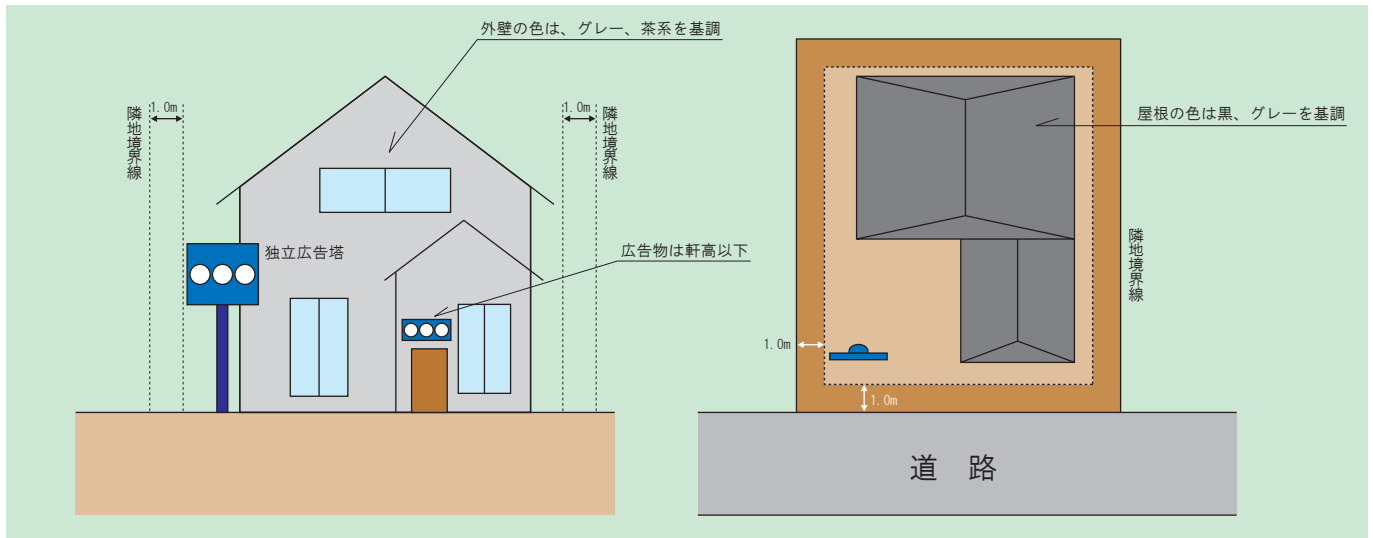 外壁の色は、グレー、茶系を基調
隣地境界線
1.0m
1.0m
隣地境界線
独立広告塔
広告物は軒高以下
屋根の色は黒、グレーを基調
隣地境界線
1.0m
1.0m
道 路